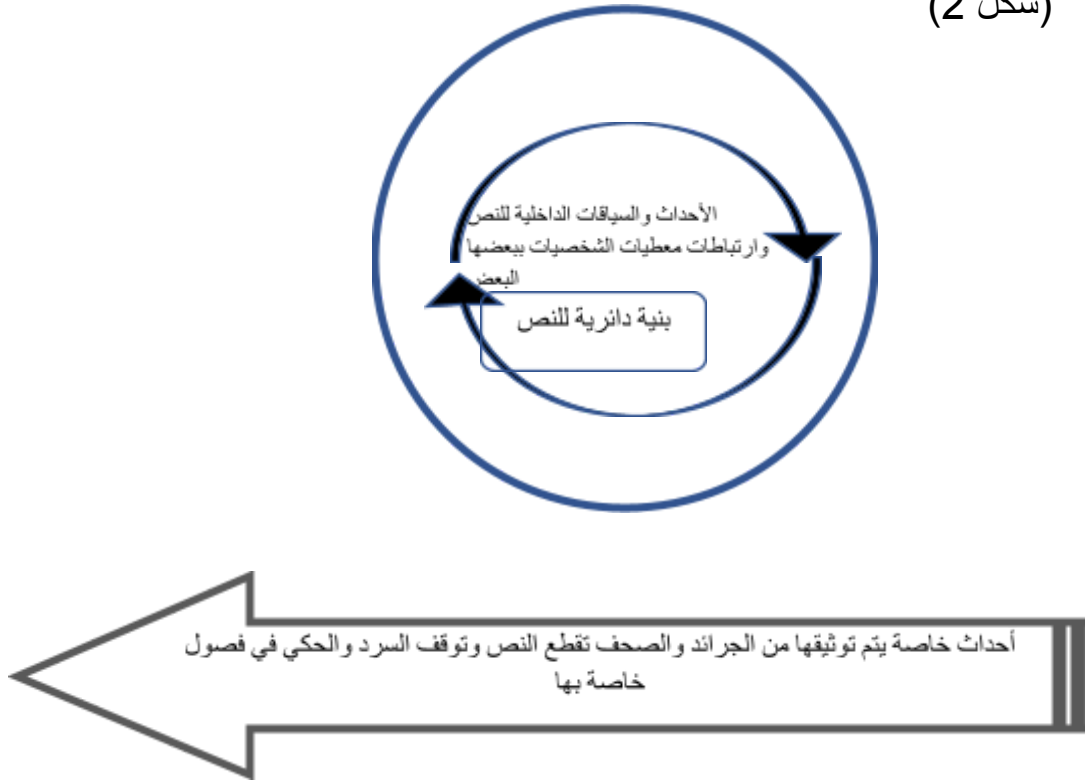 (شكل 2)
الأحداث والسياقات الداخلية للنص
وارتباطات معطيات الشخصيات ببعضها
البعض
بنية دائرية للنص
أحداث خاصة يتم توثيقها من الجرائد والصحف تقطع النص وتوقف السرد والحكي في فصول
خاصة بها